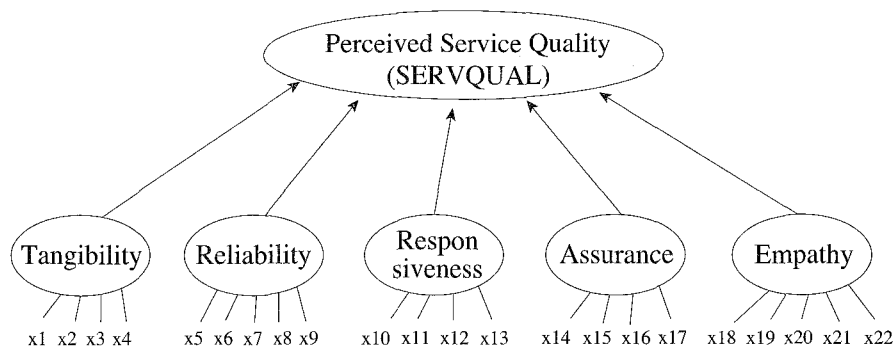 Perceived Service Quality
(SERVQUAL)
Tangibility
Reliability
Respon
siveness
Assurance
Empathy
x1 x2 x3 x4 x5 x6 x7 x8 x9 x10 x11 x12 x13 x14 x15 x16 x17 x18 x19 x20 x21 x22